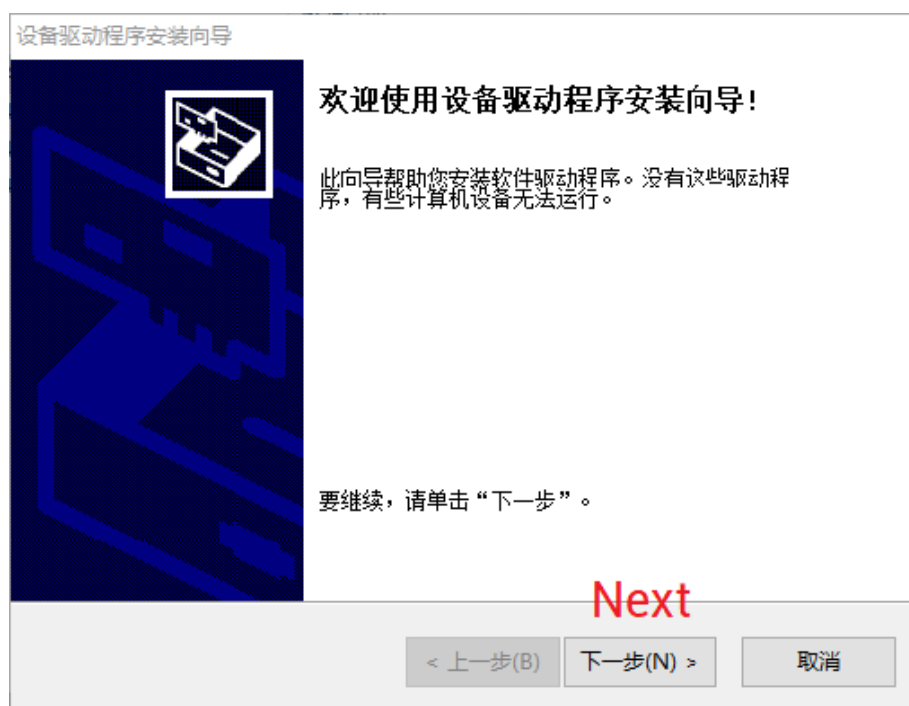 设备驱动程序安装向导
欢迎使用设备驱动程序安装向导!
此向导帮助您安装软件驱动程序。没有这些驱动程
序，有些计算机设备无法运行。
要继续，请单击“下一步”。
Next
< 上一步(B)
下一步(N) >
取消